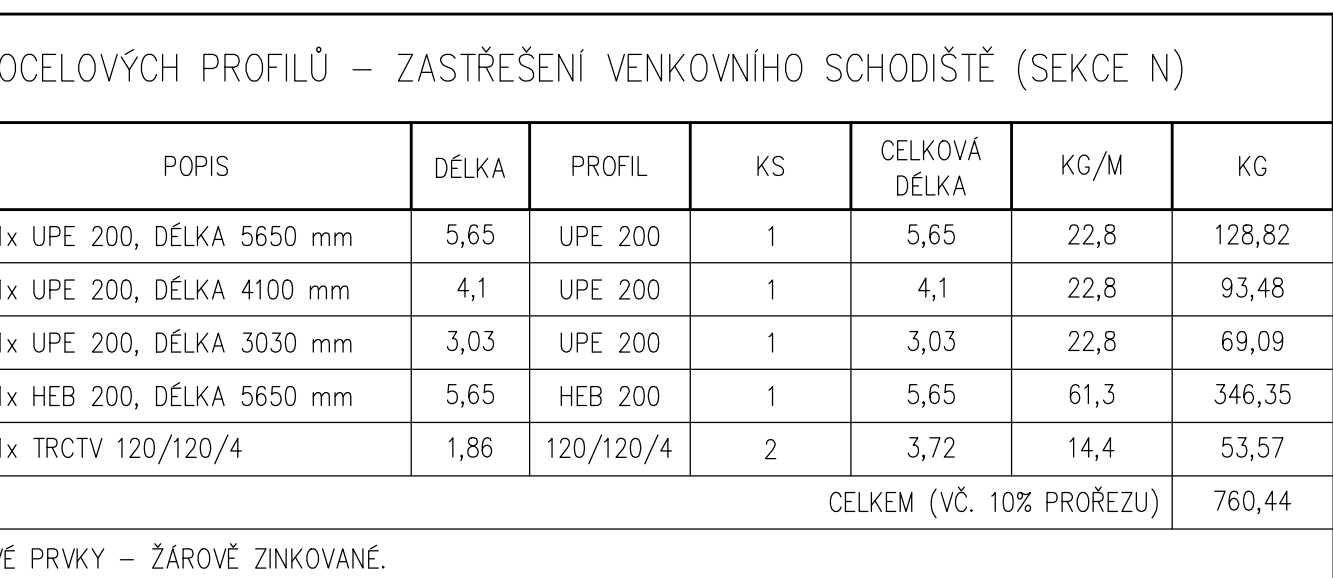 OCELOVÝCH PROFILŮ – ZASTŘEŠENÍ VENKOVNÍHO SCHODIŠTĚ (SEKCE N)
POPIS DÉLKA PROFIL KS CELKOVÁ DÉLKA KG/M KG
1x UPE 200, DÉLKA 5650 mm 5,65 UPE 200 1 5,65 22,8 128,82
1x UPE 200, DÉLKA 4100 mm 4,1 UPE 200 1 4,1 22,8 93,48
1x UPE 200, DÉLKA 3030 mm 3,03 UPE 200 1 3,03 22,8 69,09
1x HEB 200, DÉLKA 5650 mm 5,65 HEB 200 1 5,65 61,3 346,35
1x TRCTV 120/120/4 1,86 120/120/4 2 3,72 14,4 53,57
CELKEM (VČ. 10% PROŘEZU) 760,44
PRVKY – ŽÁROVĚ ZINKOVANÉ.